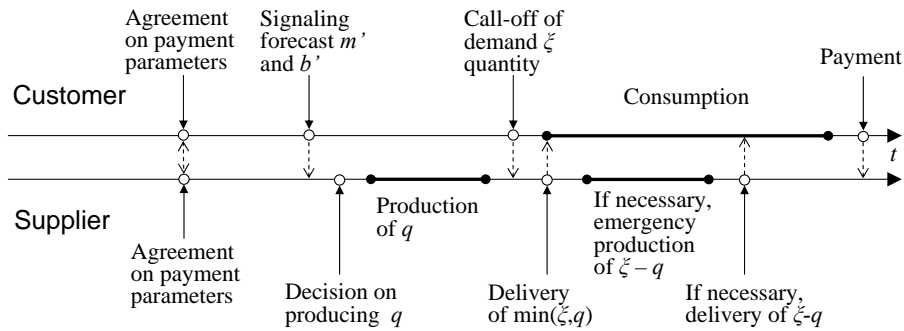 Agreement
on payment
parameters
Signaling
forecast m’
and b’
Call-off of
demand ξ
quantity
Payment
Customer
Consumption
t
Supplier
Production
of q
If necessary,
emergency
production
of ξ – q
Agreement
on payment
parameters
Decision on
producing q
Delivery
of min(ξ,q)
If necessary,
delivery of ξ-q